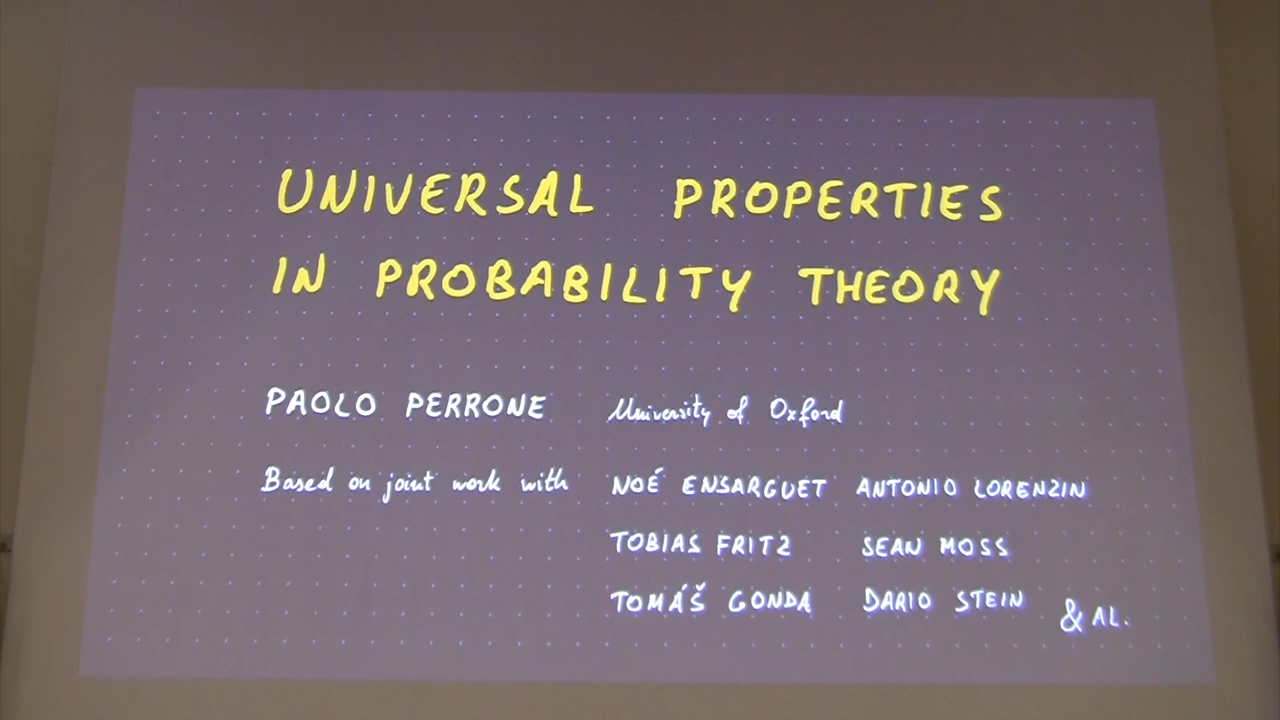 UNIVERSAL PROPERTIES
IN PROBABILITY THEORY
PAOLO PERRONE University of Oxford
Based on joint work with NOÉ ENSARGUET ANTONIO LORENZIN
TOBIAS FRITZ SEAN MOSS
TOMÁŠ GONDA DARIO STEIN & AL.